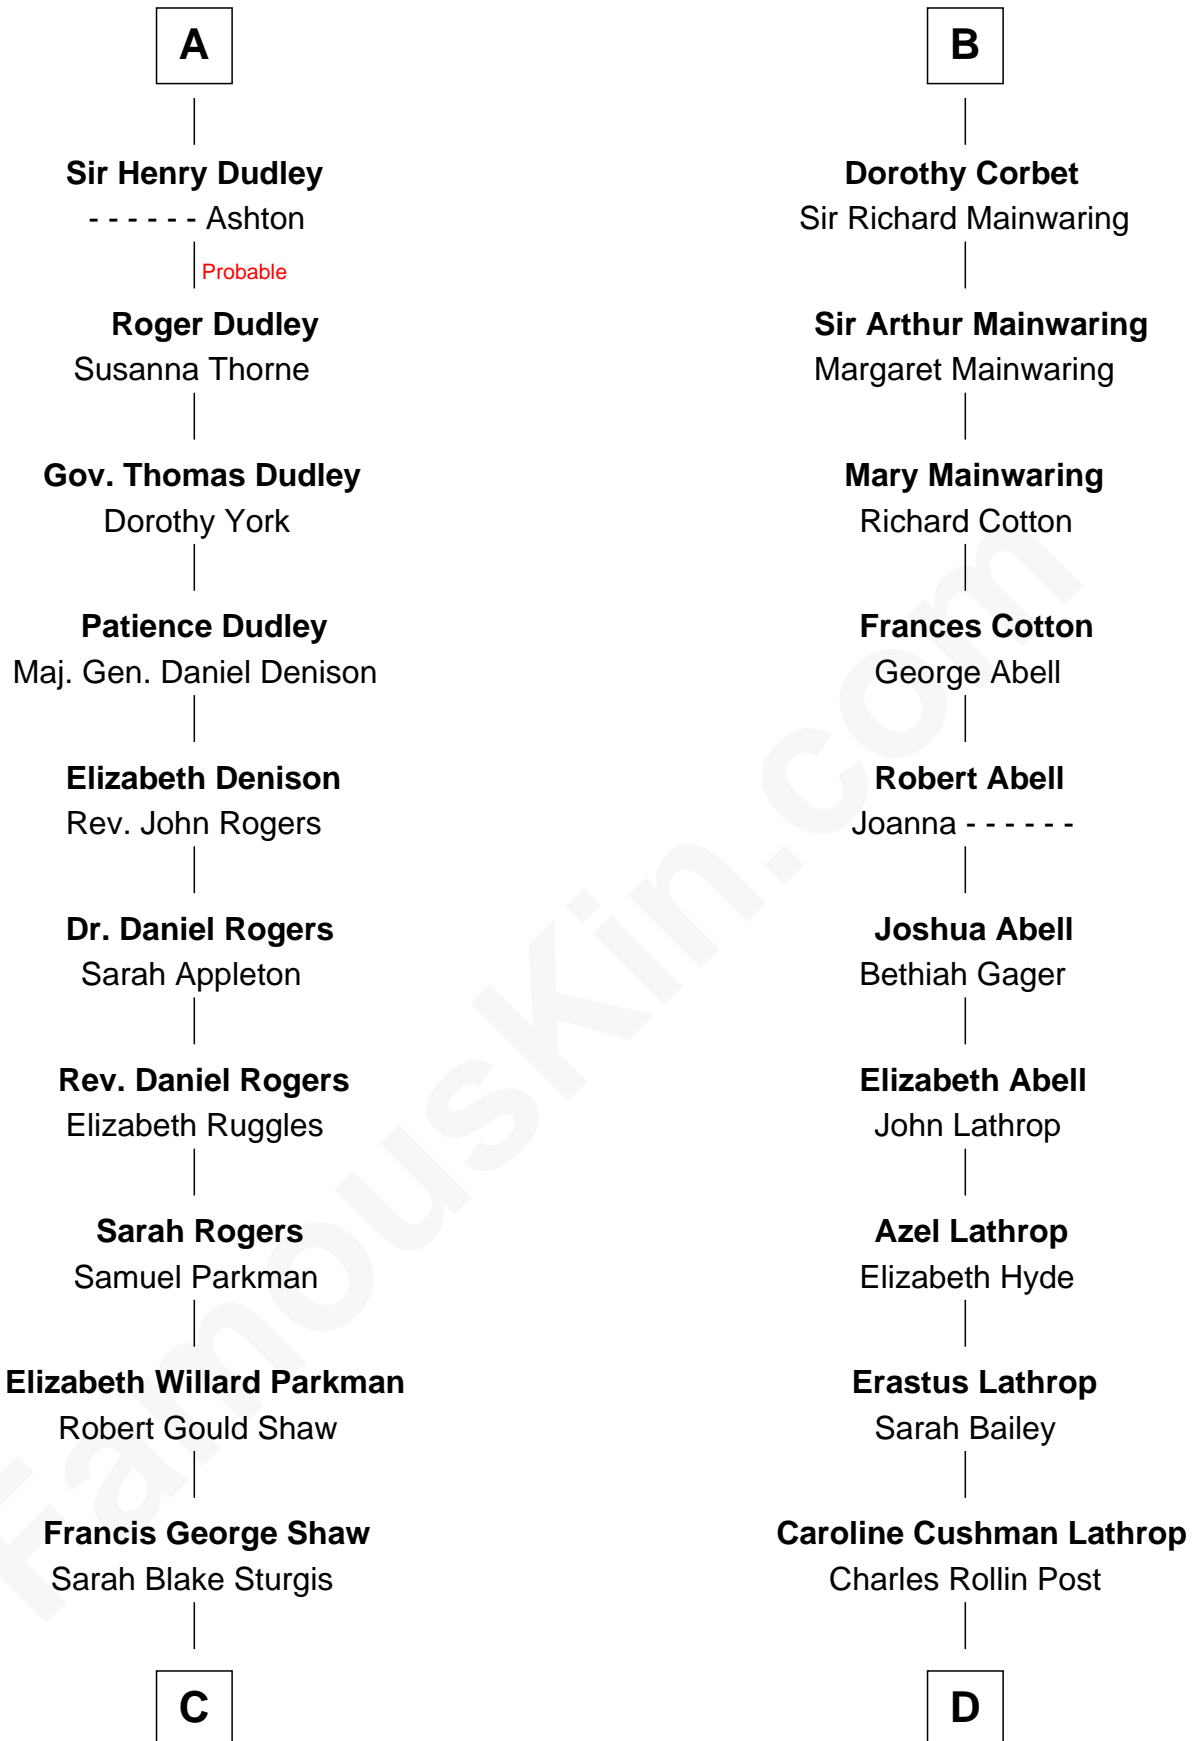 A
Sir Henry Dudley
- - - - - - Ashton
Probable
Roger Dudley
Susanna Thorne
Gov. Thomas Dudley
Dorothy York
Patience Dudley
Maj. Gen. Daniel Denison
Elizabeth Denison
Rev. John Rogers
Dr. Daniel Rogers
Sarah Appleton
Rev. Daniel Rogers
Elizabeth Ruggles
Sarah Rogers
Samuel Parkman
Elizabeth Willard Parkman
Robert Gould Shaw
Francis George Shaw
Sarah Blake Sturgis
C
B
Dorothy Corbet
Sir Richard Mainwaring
Sir Arthur Mainwaring
Margaret Mainwaring
Mary Mainwaring
Richard Cotton
Frances Cotton
George Abell
Robert Abell
Joanna - - - - - -
Joshua Abell
Bethiah Gager
Elizabeth Abell
John Lathrop
Azel Lathrop
Elizabeth Hyde
Erastus Lathrop
Sarah Bailey
Caroline Cushman Lathrop
Charles Rollin Post
D
FamousKin.com